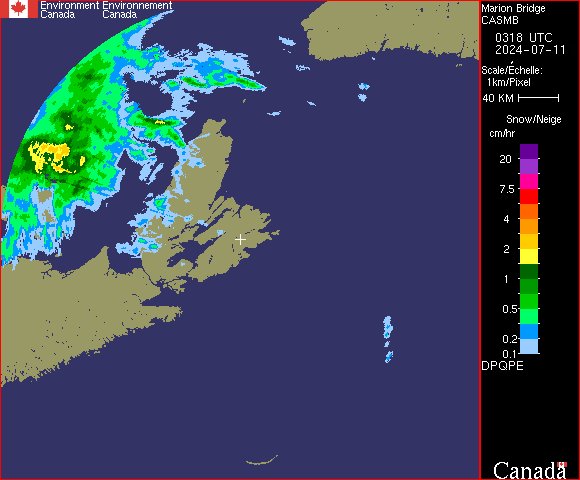 Environment Environnement
Canada Canada
Marion Bridge
CASMB
0318 UTC
2024-07-11
Scale/Échelle:
1km/Pixel
40 KM
Snow/Neige
cm/hr
20
7.5
4
2
1
0.5
0.2
0.1
DPQPE
Canada